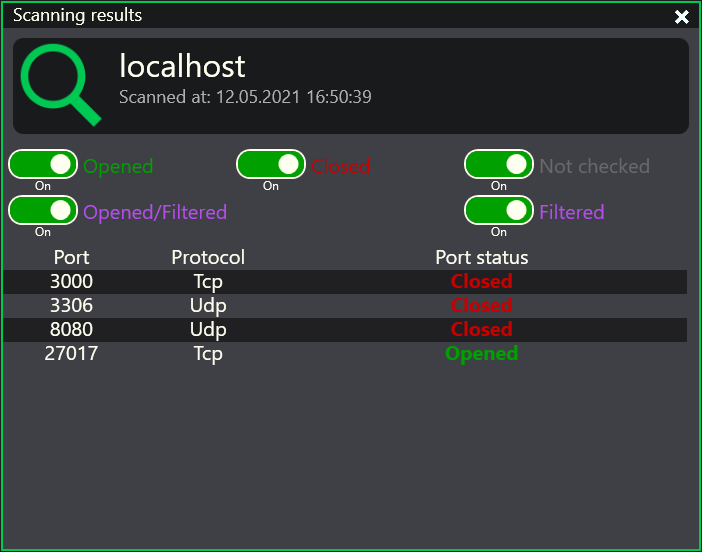 Scanning results
localhost
Scanned at: 12.05.2021 16:50:39
Opened Closed Not checked
On On On
Opened/Filtered Filtered
On On
Port Protocol Port status
3000 Tcp Closed
3306 Udp Closed
8080 Udp Closed
27017 Tcp Opened